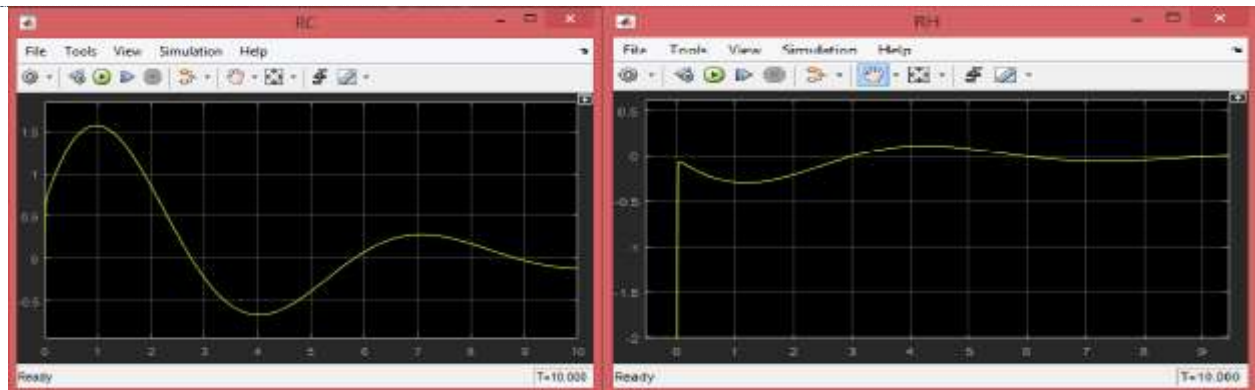 RC
File Tools View Simulation Help
1.5
1
0.5
0
-0.5
0 1 2 3 4 5 6 7 8 9 10
Ready T=10.000
RH
File Tools View Simulation Help
0.5
0
-0.5
-1
-1.5
-2
0 1 2 3 4 5 6 7 8 9
Ready T=10.000